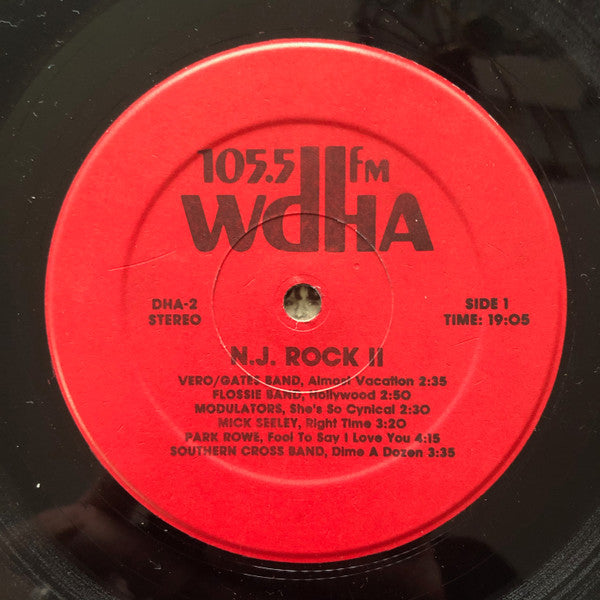 105.5 FM
WDHA
DHA-2
STEREO
SIDE 1
TIME: 19:05
N.J. ROCK II
VERO/GATES BAND, Almost Vacation 2:35
FLOSSIE BAND, Hollywood 2:50
MODULATORS, She's So Cynical 2:30
MICK SEELEY, Right Time 3:20
PARK ROWE, Fool To Say I Love You 4:15
SOUTHERN CROSS BAND, Dime A Dozen 3:35